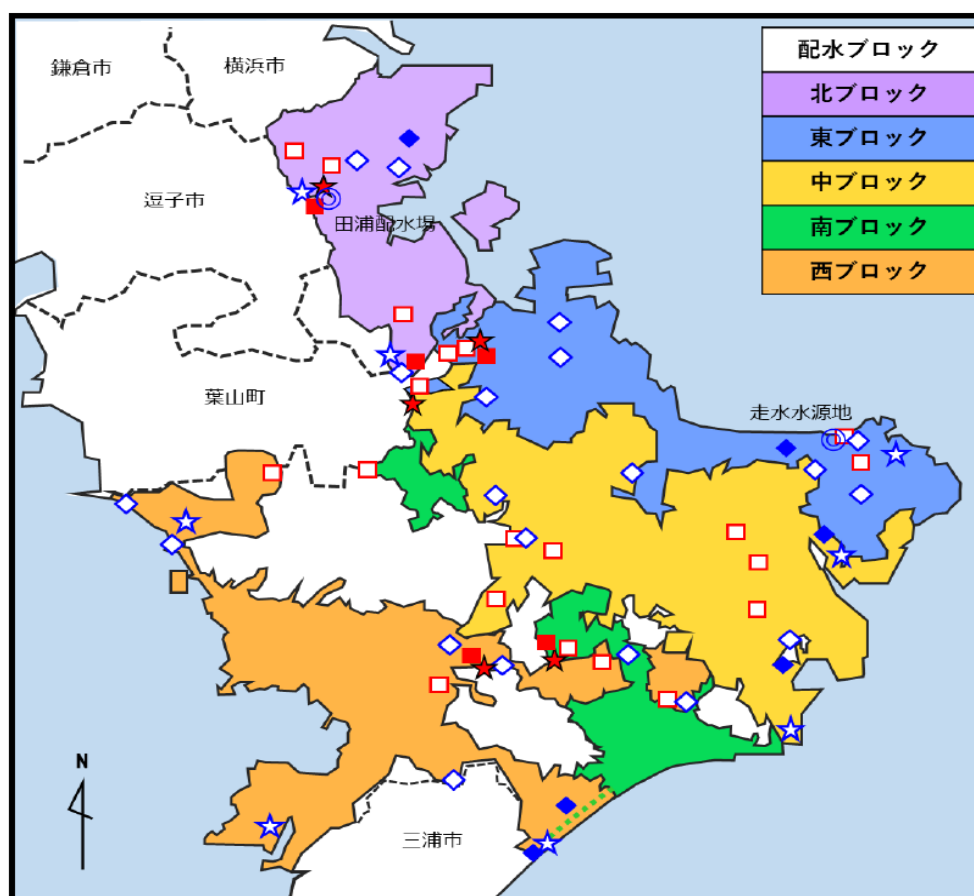 鎌倉市
横浜市
配水ブロック
北ブロック
東ブロック
中ブロック
南ブロック
西ブロック
逗子市
田浦配水場
葉山町
走水水源地
N
三浦市